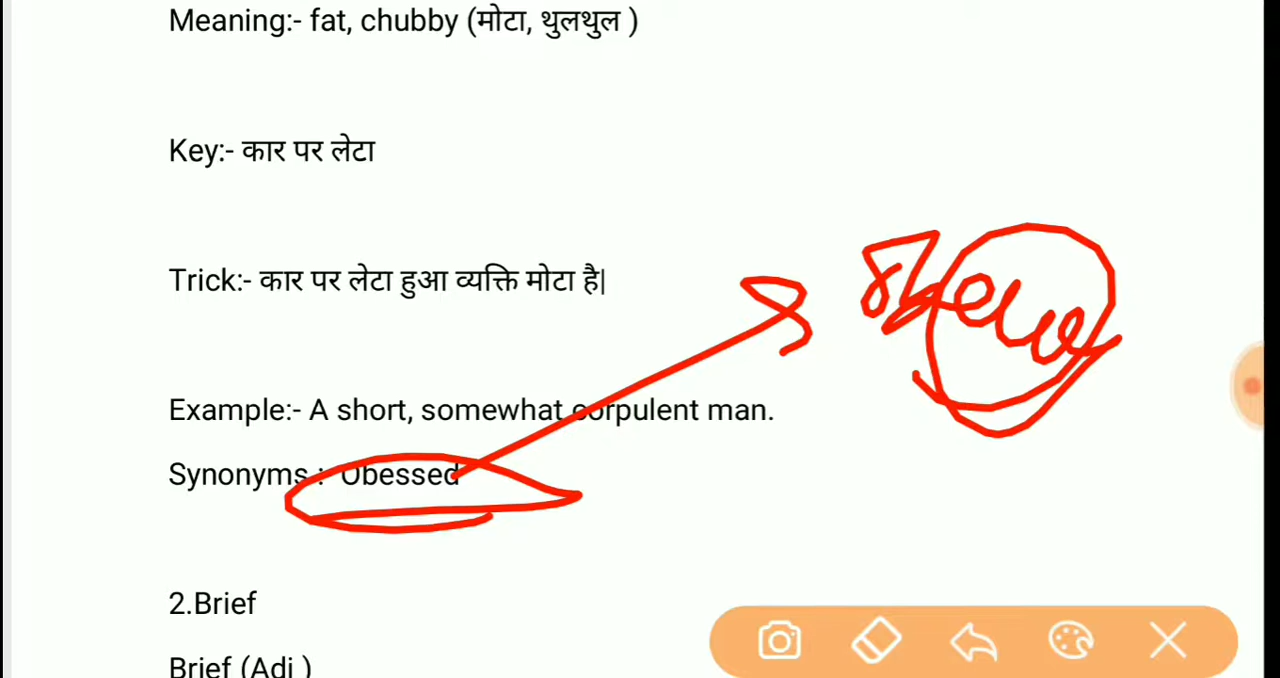 Meaning:- fat, chubby (मोटा, थुलथुल )
Key:- कार पर लेटा
Trick:- कार पर लेटा हुआ व्यक्ति मोटा है|
Example:- A short, somewhat corpulent man.
Synonyms :- Obessed
2.Brief
Brief (Adj )